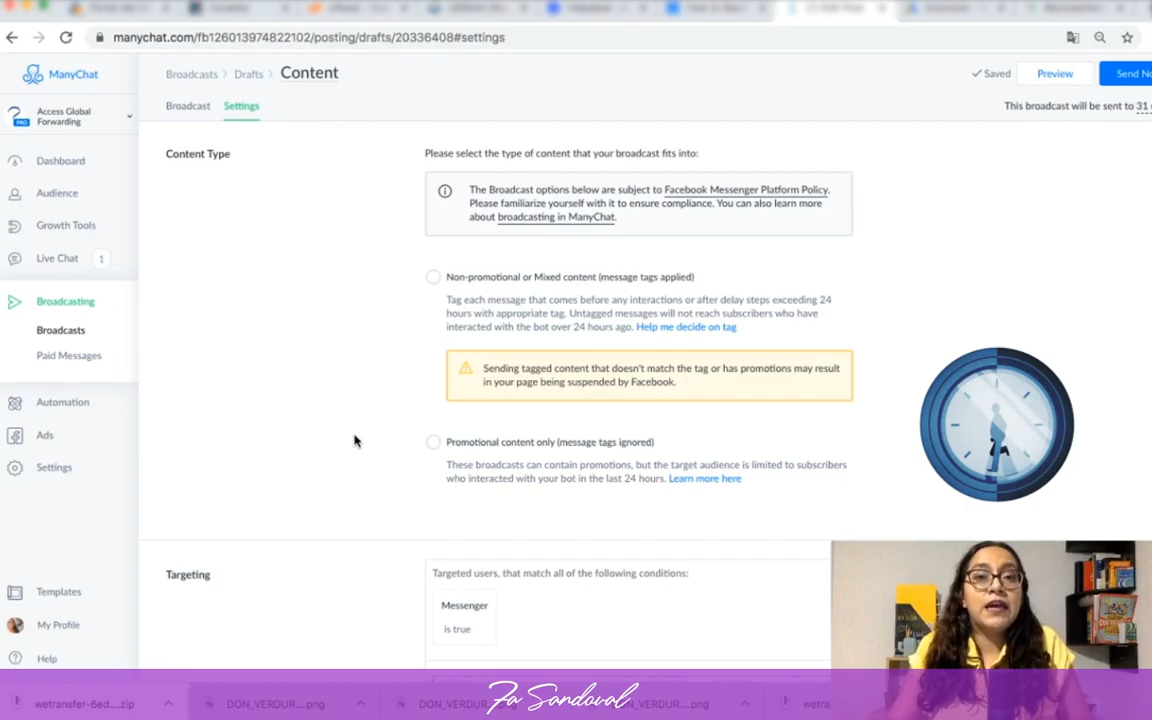 manychat.com/fb126013974822102/posting/drafts/20336408#settings
ManyChat
Broadcasts > Drafts > Content
Saved
Preview
Send No
Access Global
Forwarding
PRO
Broadcast
Settings
This broadcast will be sent to 31
Dashboard
Audience
Growth Tools
Live Chat
1
Broadcasting
Broadcasts
Paid Messages
Automation
Ads
Settings
Templates
My Profile
Help
Content Type
Please select the type of content that your broadcast fits into:
The Broadcast options below are subject to Facebook Messenger Platform Policy.
Please familiarize yourself with it to ensure compliance. You can also learn more
about broadcasting in ManyChat.
Non-promotional or Mixed content (message tags applied)
Tag each message that comes before any interactions or after delay steps exceeding 24
hours with appropriate tag. Untagged messages will not reach subscribers who have
interacted with the bot over 24 hours ago. Help me decide on tag
Sending tagged content that doesn't match the tag or has promotions may result
in your page being suspended by Facebook.
Promotional content only (message tags ignored)
These broadcasts can contain promotions, but the target audience is limited to subscribers
who interacted with your bot in the last 24 hours. Learn more here
Targeting
Targeted users, that match all of the following conditions:
Messenger
is true
wetransfer-6ed....zip
DON_VERDUR....png
DON_VERDU
Fa Sandoval
N_VERDUR....png
wetra